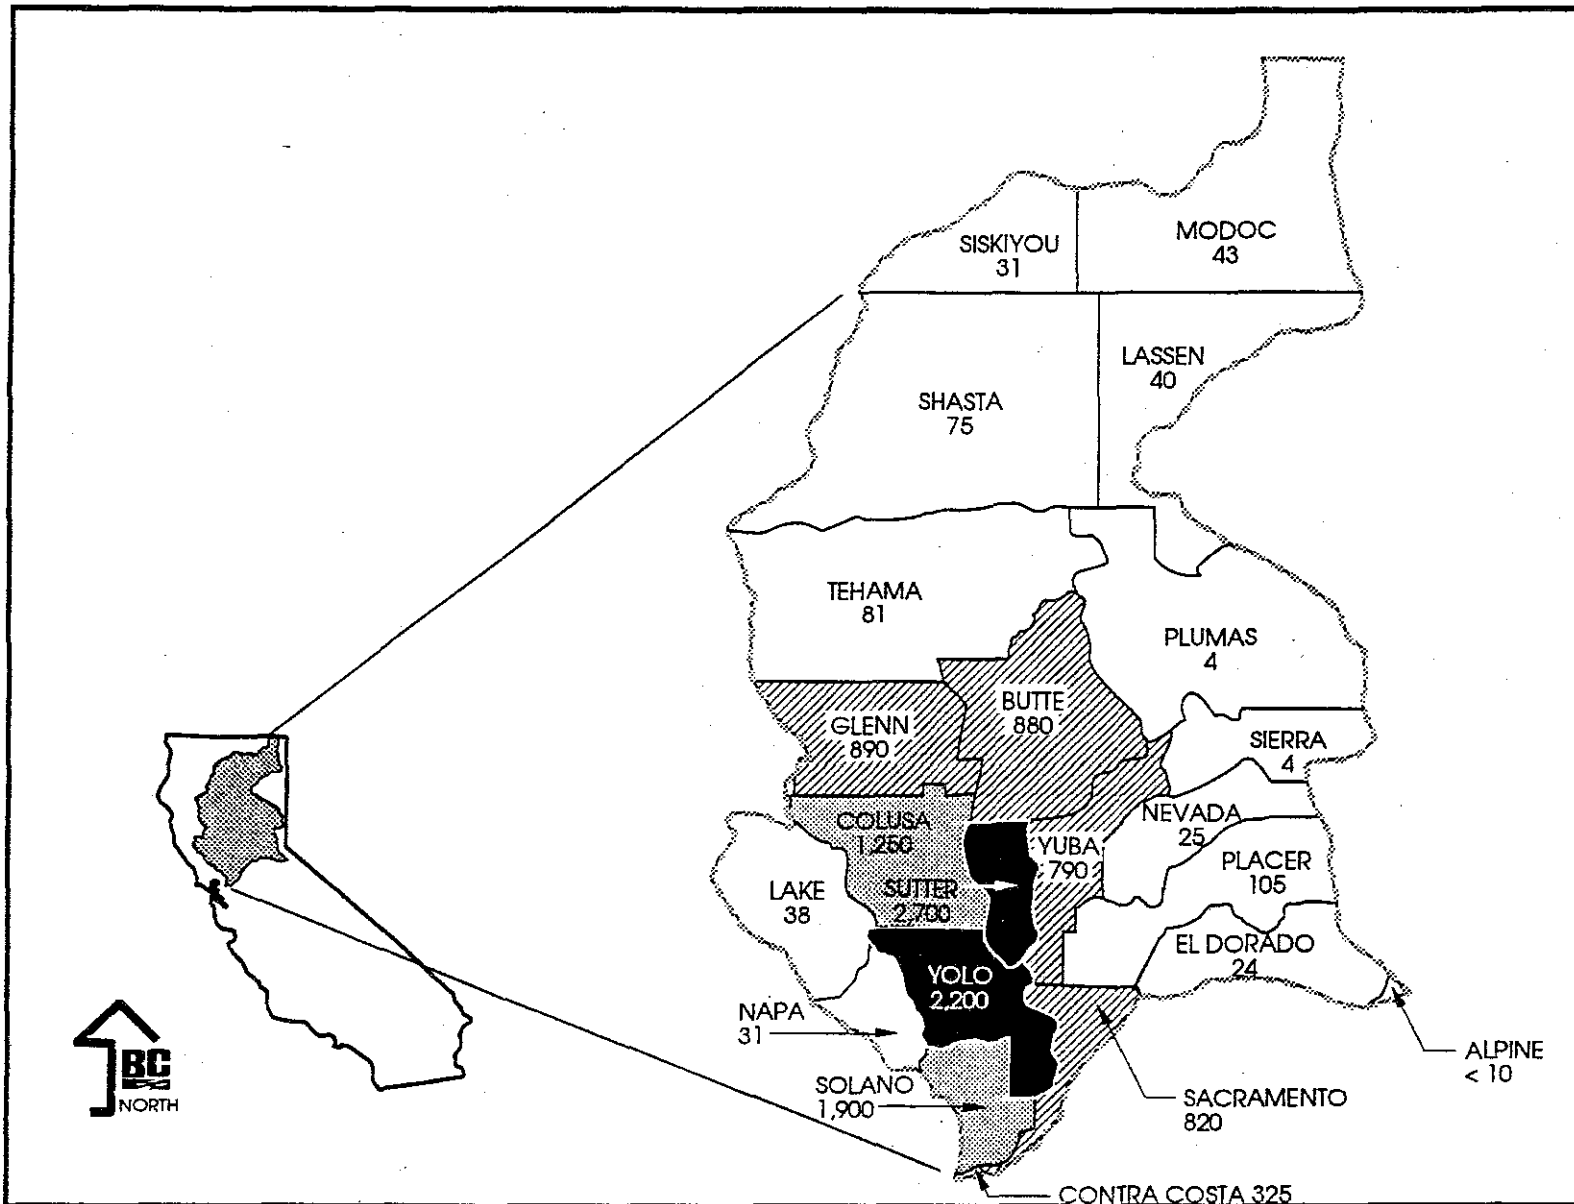 SISKIYOU
31
MODOC
43
LASSEN
40
SHASTA
75
TEHAMA
81
PLUMAS
4
BUTTE
880
GLENN
890
SIERRA
4
NEVADA
25
COLUSA
1,250
YUBA
790
PLACER
105
LAKE
38
SUTTER
2,700
EL DORADO
24
YOLO
2,200
NAPA
31
ALPINE
< 10
SOLANO
1,900
SACRAMENTO
820
CONTRA COSTA 325
BC
NORTH